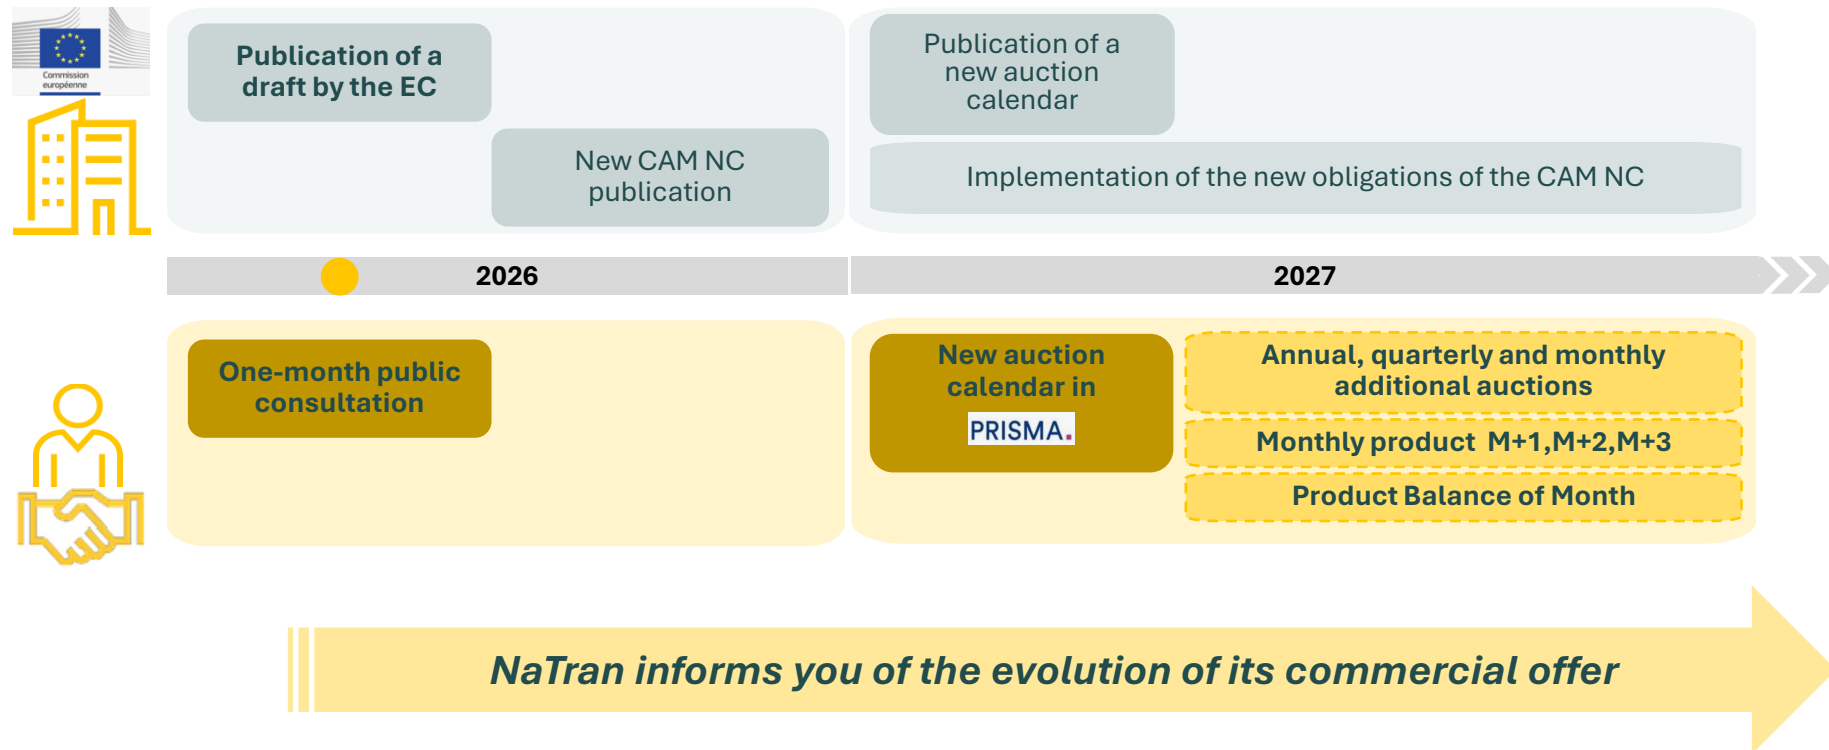 Commission
européenne
Publication of a
draft by the EC
New CAM NC
publication
Publication of a
new auction
calendar
Implementation of the new obligations of the CAM NC
2026
2027
One-month public
consultation
New auction
calendar in
PRISMA.
Annual, quarterly and monthly
additional auctions
Monthly product M+1,M+2,M+3
Product Balance of Month
NaTran informs you of the evolution of its commercial offer